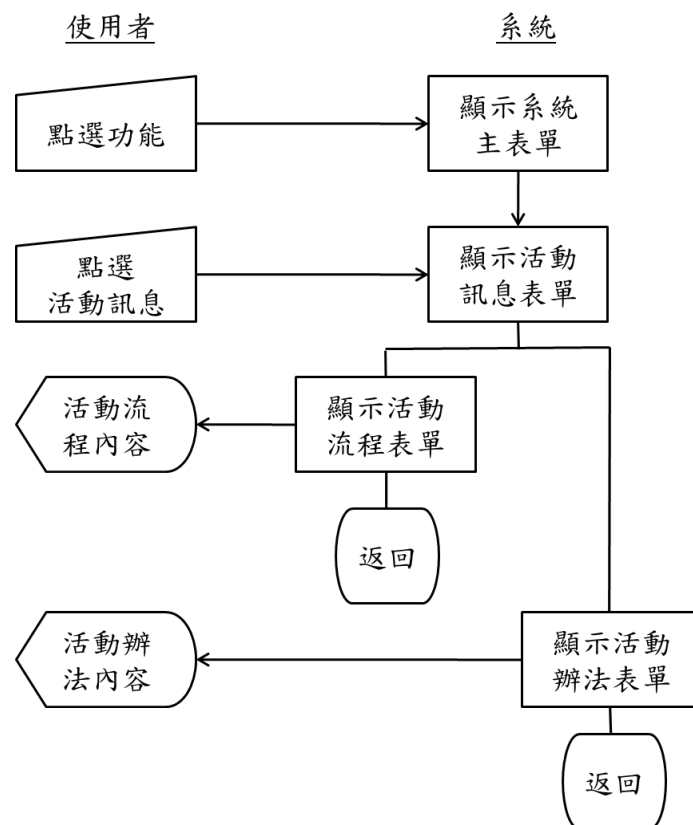 使用者
系統
點選功能
顯示系統
主表單
點選
活動訊息
顯示活動
訊息表單
活動流
程內容
顯示活動
流程表單
返回
活動辦
法內容
顯示活動
辦法表單
返回